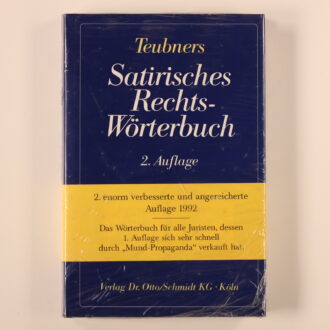 Teubners
Satirisches
Rechts-
Wörterbuch
2. Auflage
2. enorm verbesserte und angereicherte
Auflage 1992
Das Wörterbuch für alle Juristen, dessen
1. Auflage sich sehr schnell
durch „Mund-Propaganda“ verkauft hat.
Verlag Dr. Otto/Schmidt KG · Köln